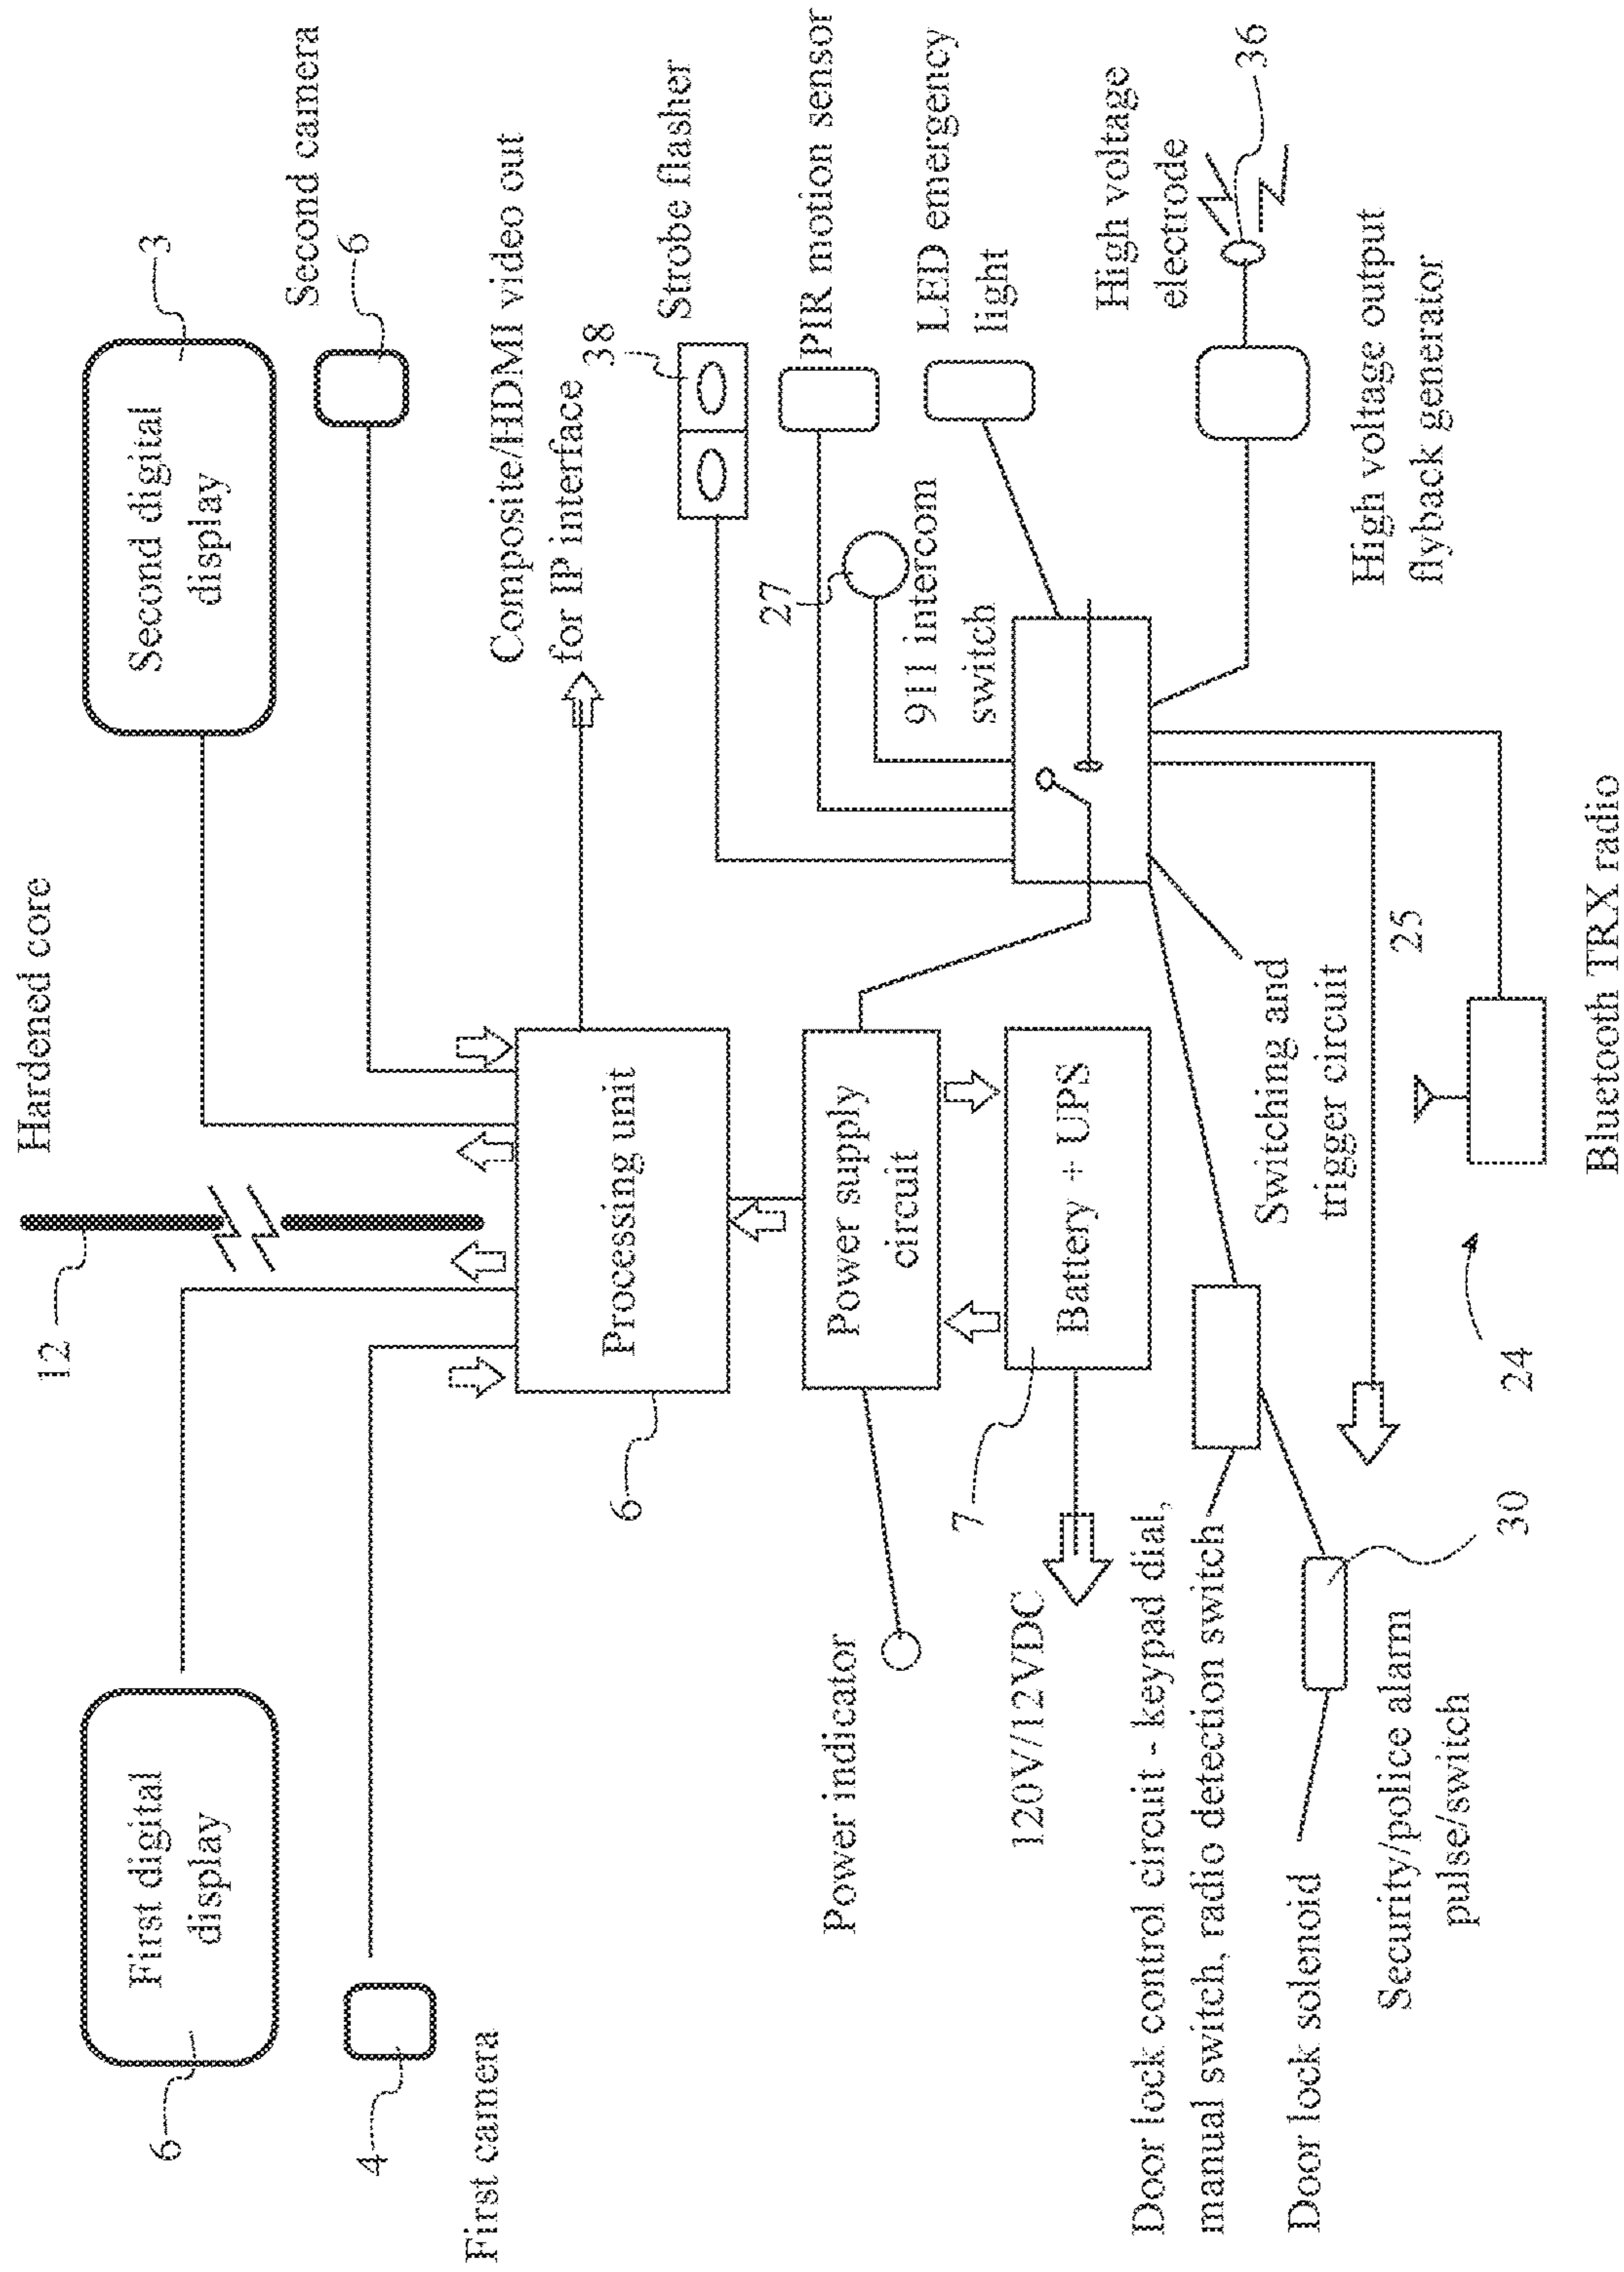 Hardened core
12
First digital
display
6
Second digital
display
3
4
First camera
Second camera
6
Composite/HDMI video out
for IP interface
Processing unit
6
38
Strobe flasher
PIR motion sensor
27
911 intercom
switch
LED emergency
light
Power supply
circuit
Power indicator
Battery + UPS
7
120V/12VDC
High voltage
electrode
36
High voltage output
flyback generator
Door lock control circuit - keypad dial,
manual switch, radio detection switch
Switching and
trigger circuit
25
Door lock solenoid
30
Security/police alarm
pulse/switch
24
Bluetooth TRX radio